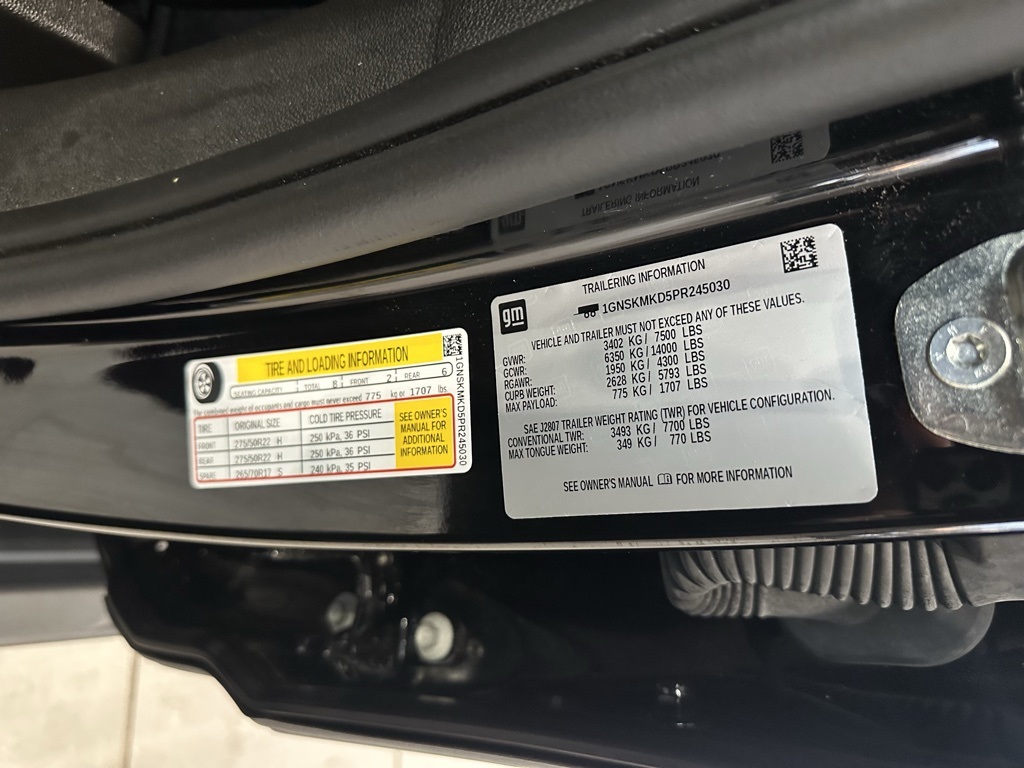 TIRE AND LOADING INFORMATION
SEATING CAPACITY TOTAL 8 FRONT 2 REAR 6
The combined weight of occupants and cargo must never exceed 775 kg or 1707 lbs
TIRE ORIGINAL SIZE COLD TIRE PRESSURE
FRONT 275/50R22 H 250 kPa, 36 PSI
REAR 275/50R22 H 250 kPa, 36 PSI
SPARE 265/70R17 S 240 kPa, 35 PSI
SEE OWNER'S
MANUAL FOR
ADDITIONAL
INFORMATION
1GNSKMKD5PR245030
gm
TRAILERING INFORMATION
1GNSKMKD5PR245030
VEHICLE AND TRAILER MUST NOT EXCEED ANY OF THESE VALUES.
GVWR: 3402 KG / 7500 LBS
GCWR: 6350 KG / 14000 LBS
RGAWR: 1950 KG / 4300 LBS
CURB WEIGHT: 2628 KG / 5793 LBS
MAX PAYLOAD: 775 KG / 1707 LBS
SAE J2807 TRAILER WEIGHT RATING (TWR) FOR VEHICLE CONFIGURATION.
CONVENTIONAL TWR: 3493 KG / 7700 LBS
MAX TONGUE WEIGHT: 349 KG / 770 LBS
SEE OWNER'S MANUAL FOR MORE INFORMATION